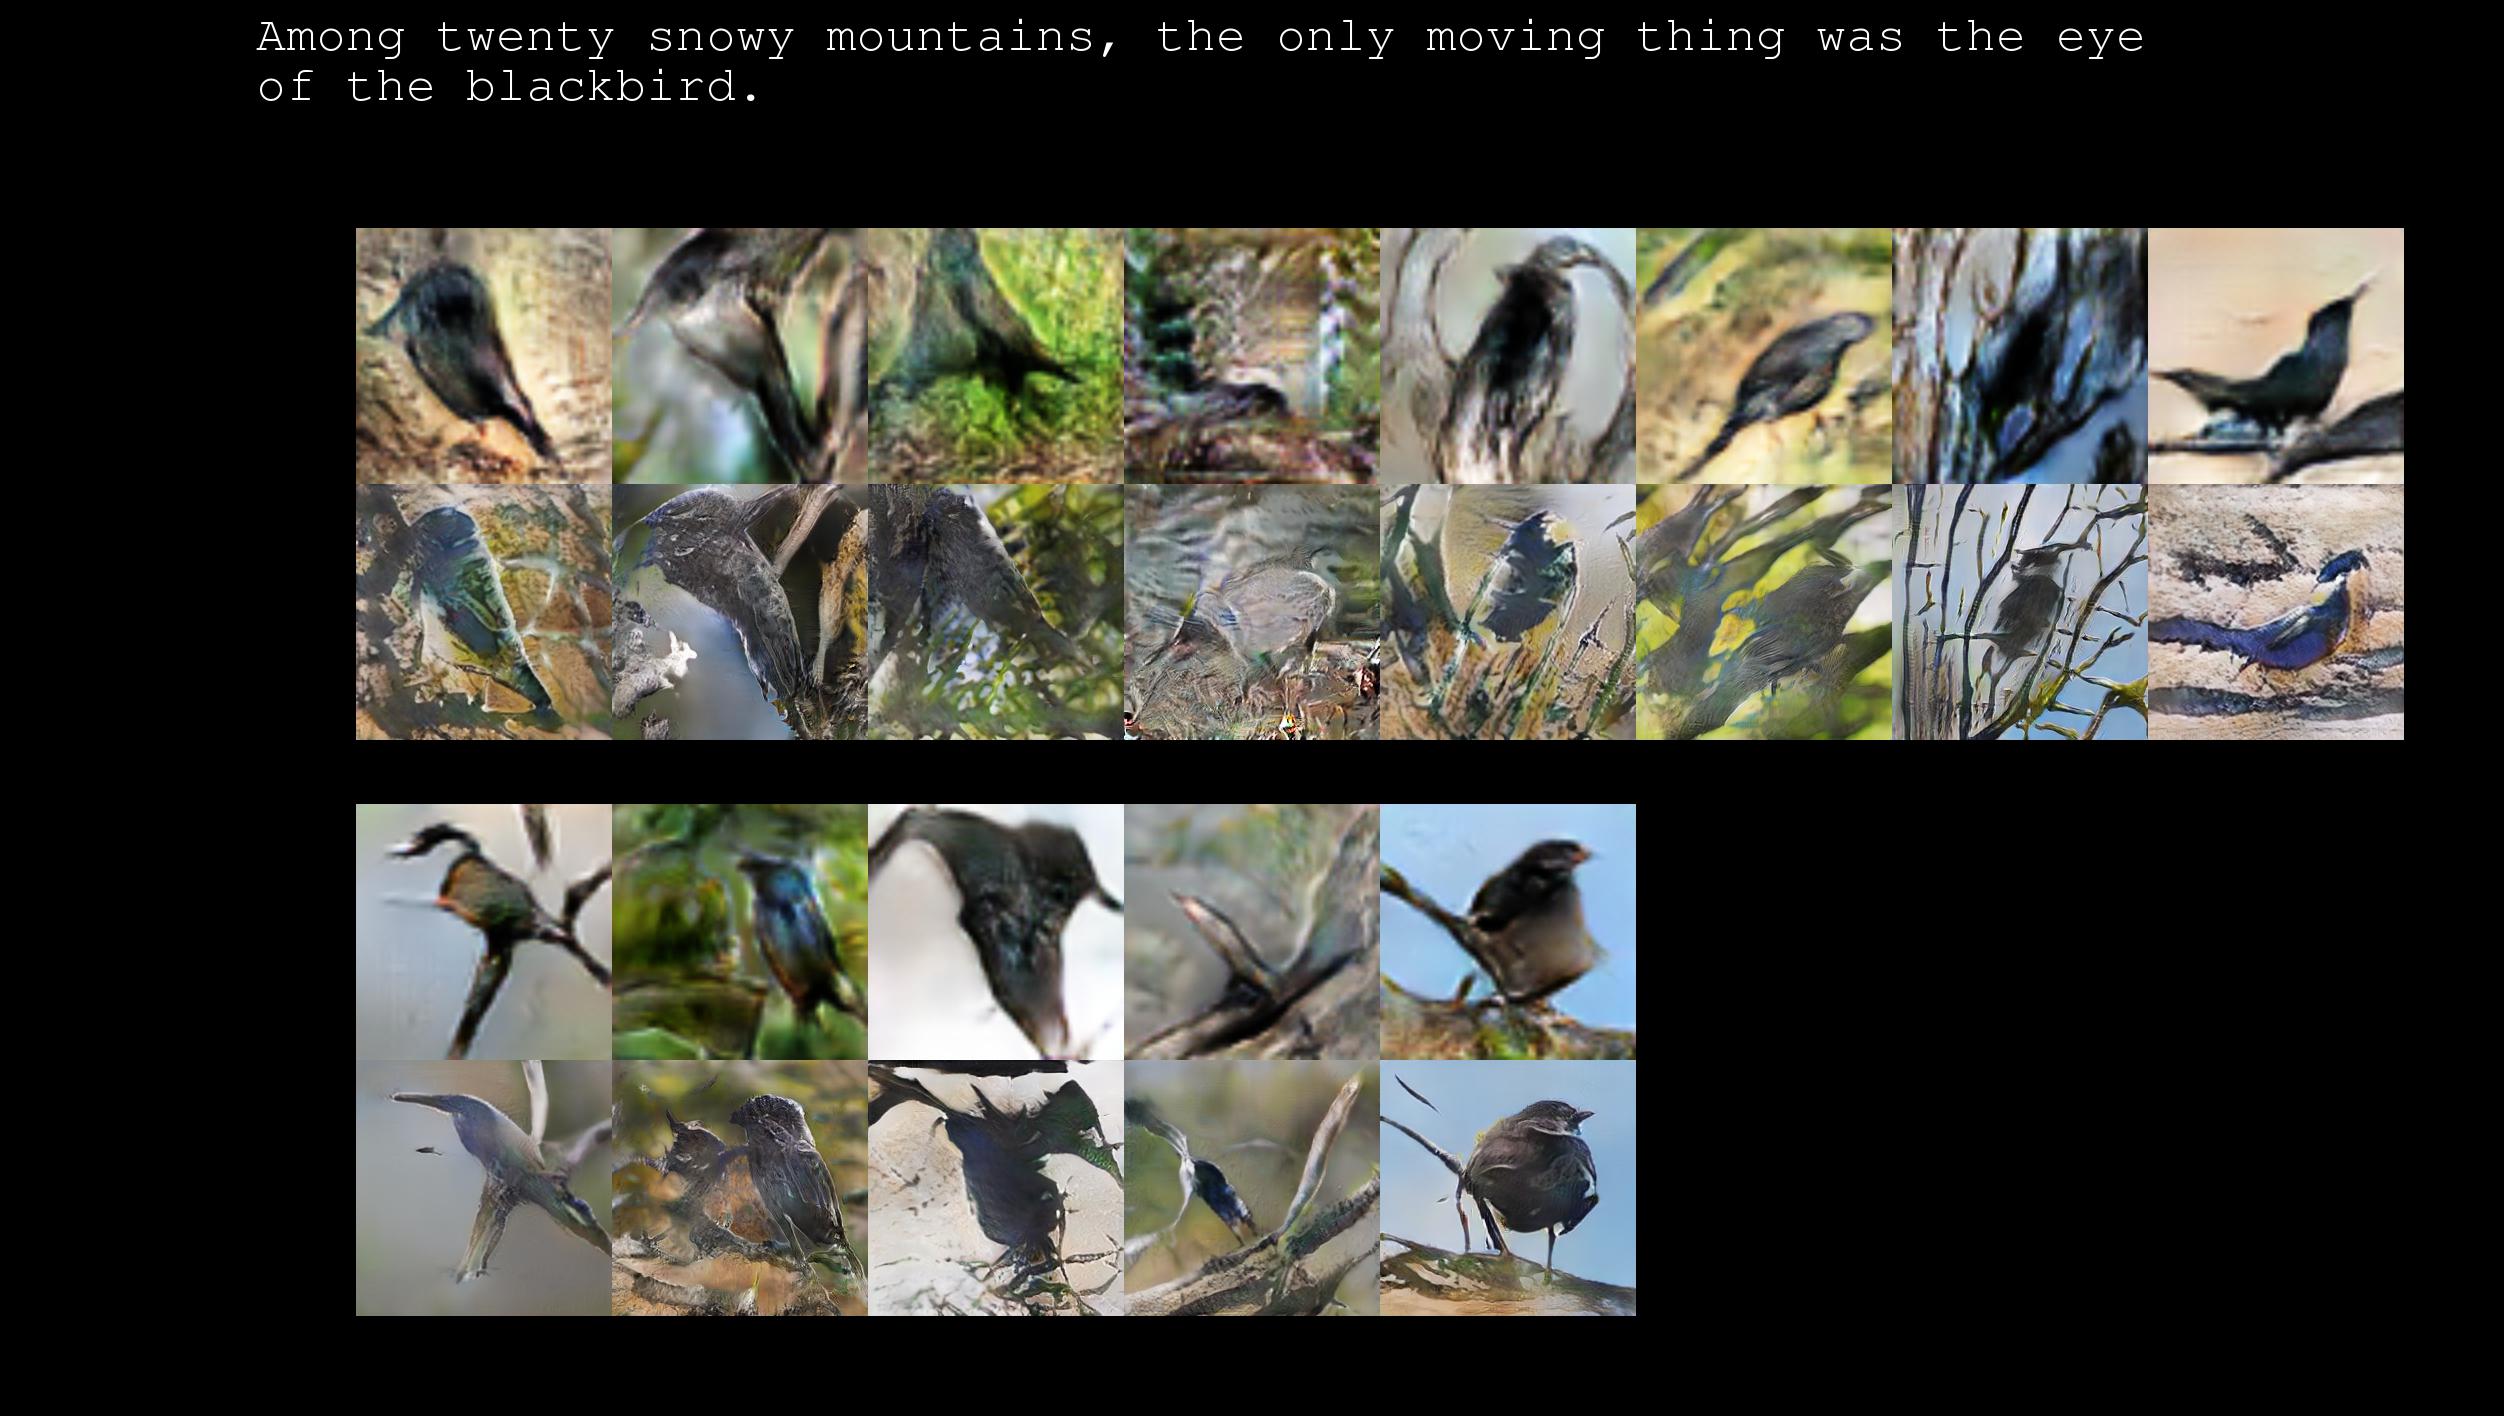 Among twenty snowy mountains, the only moving thing was the eye
of the blackbird.